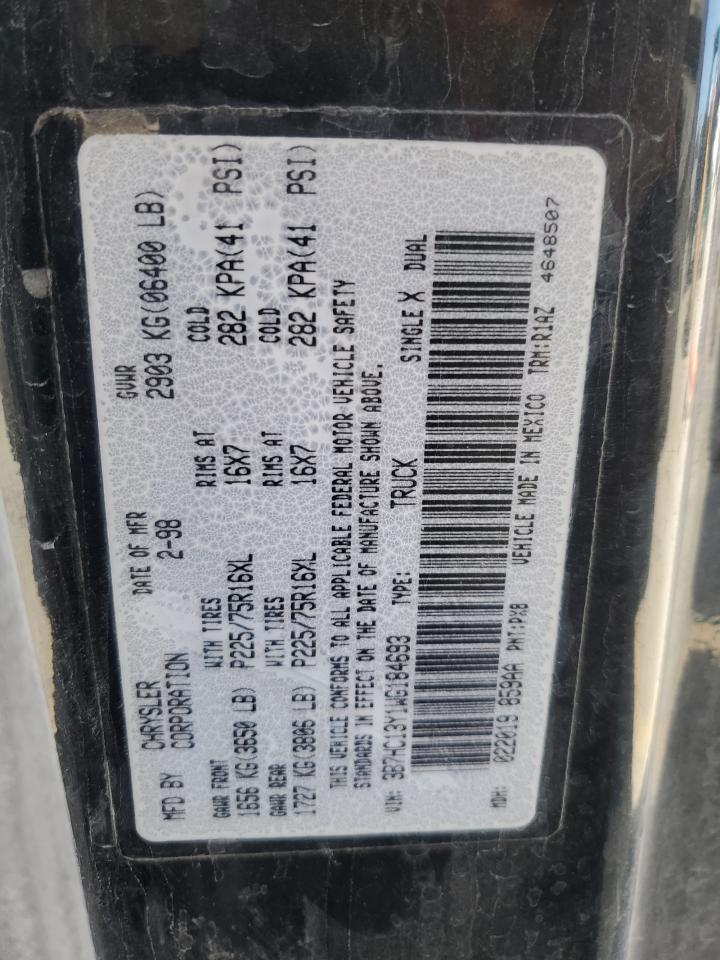 MFD BY CHRYSLER CORPORATION DATE OF MFR 2-98 GVWR 2903 KG(06400 LB)
GAWR FRONT WITH TIRES RIMS AT COLD
1656 KG(3650 LB) P225/75R16XL 16X7 282 KPA(41 PSI)
GAWR REAR WITH TIRES RIMS AT COLD
1727 KG(3806 LB) P225/75R16XL 16X7 282 KPA(41 PSI)
THIS VEHICLE CONFORMS TO ALL APPLICABLE FEDERAL MOTOR VEHICLE SAFETY
STANDARDS IN EFFECT ON THE DATE OF MANUFACTURE SHOWN ABOVE.
VIN: 3B7HC13Y1WG184693 TYPE: TRUCK SINGLE X DUAL
MDH: 022019 859AA PNT:PX8 VEHICLE MADE IN MEXICO TRM:R1AZ
4648507